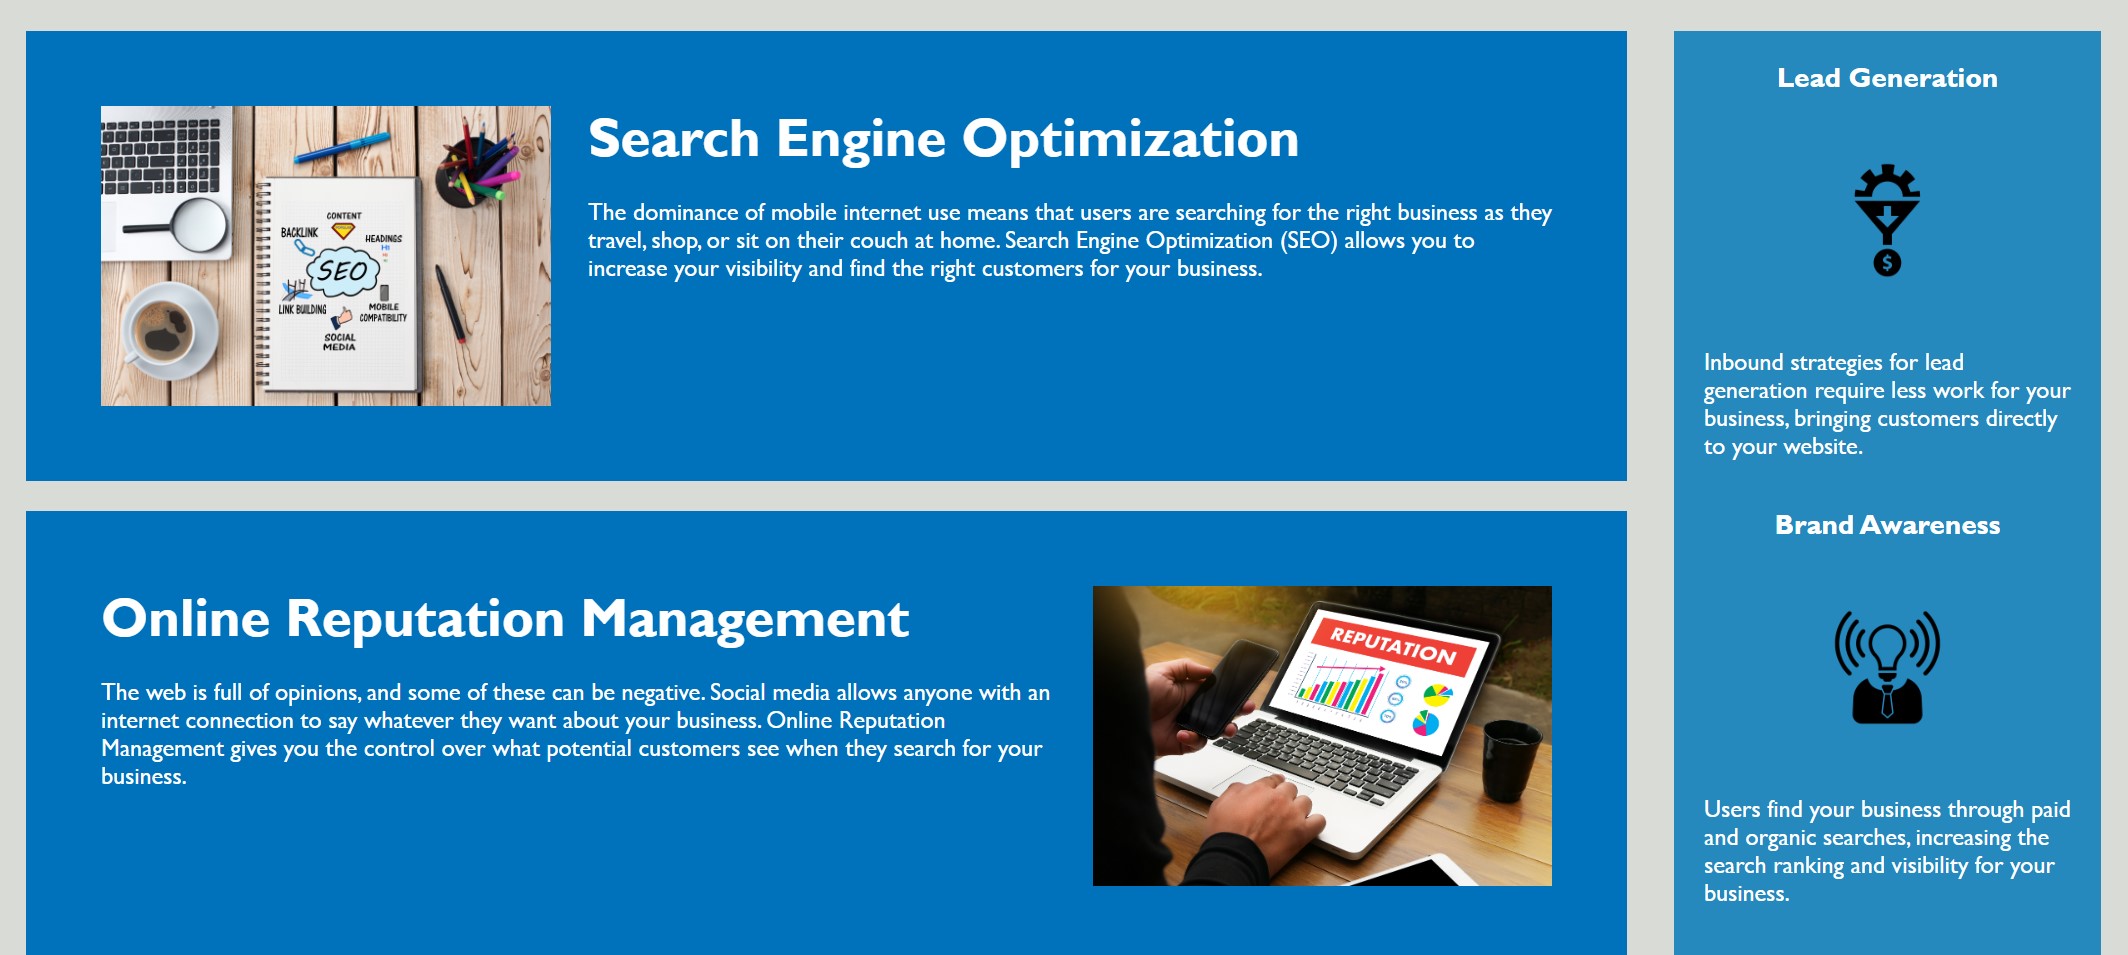 Search Engine Optimization
The dominance of mobile internet use means that users are searching for the right business as they
travel, shop, or sit on their couch at home. Search Engine Optimization (SEO) allows you to
increase your visibility and find the right customers for your business.
CONTENT
BACKLINK
HEADINGS
H1
SEO
LINK BUILDING
MOBILE
COMPATIBILITY
SOCIAL
MEDIA
Online Reputation Management
The web is full of opinions, and some of these can be negative. Social media allows anyone with an
internet connection to say whatever they want about your business. Online Reputation
Management gives you the control over what potential customers see when they search for your
business.
REPUTATION
Lead Generation
$
Inbound strategies for lead
generation require less work for your
business, bringing customers directly
to your website.
Brand Awareness
Users find your business through paid
and organic searches, increasing the
search ranking and visibility for your
business.